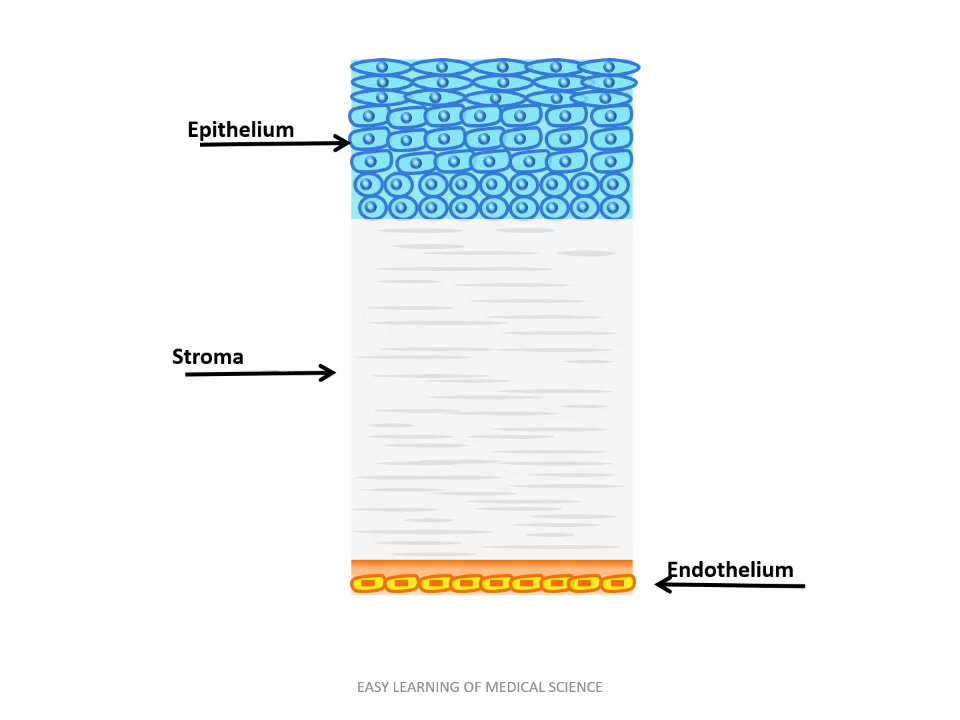 Epithelium
Stroma
Endothelium
EASY LEARNING OF MEDICAL SCIENCE